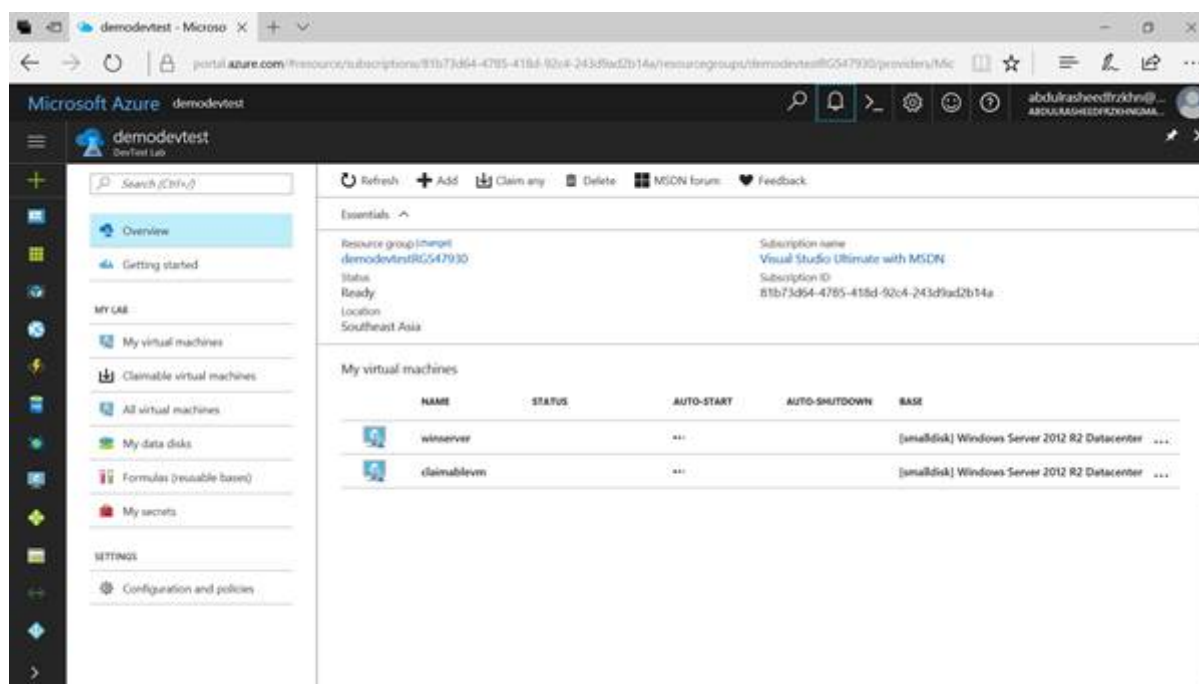 demodevtest - Microso
Microsoft Azure demodevtest
abdulrasheedfrzkhn@...
demodevtest
DevTest Lab
Search (Ctrl+/)
Refresh Add Claim any Delete MSDN forum Feedback
Essentials
Overview
Getting started
MY LAB
My virtual machines
Claimable virtual machines
All virtual machines
My data disks
Formulas (reusable bases)
My secrets
SETTINGS
Configuration and policies
Resource group (change)
demodevtestRG547930
Status
Ready
Location
Southeast Asia
Subscription name
Visual Studio Ultimate with MSDN
Subscription ID
81b73d64-4785-418d-92c4-243d9ad2b14a
My virtual machines
NAME STATUS AUTO-START AUTO-SHUTDOWN BASE
winserver --- [smalldisk] Windows Server 2012 R2 Datacenter ...
claimablevm --- [smalldisk] Windows Server 2012 R2 Datacenter ...